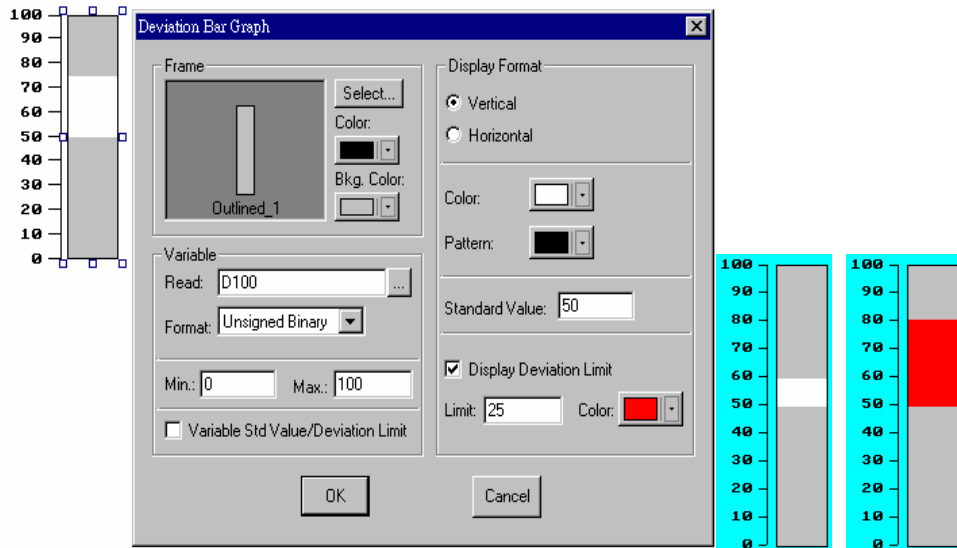 100
90
80
70
60
50
40
30
20
10
0
Deviation Bar Graph
Frame
Select...
Color:
Bkg. Color:
Outlined_1
Variable
Read: D100 ...
Format: Unsigned Binary
Min.: 0 Max.: 100
Variable Std Value/Deviation Limit
Display Format
Vertical
Horizontal
Color:
Pattern:
Standard Value: 50
Display Deviation Limit
Limit: 25 Color:
OK Cancel
100
90
80
70
60
50
40
30
20
10
0
100
90
80
70
60
50
40
30
20
10
0